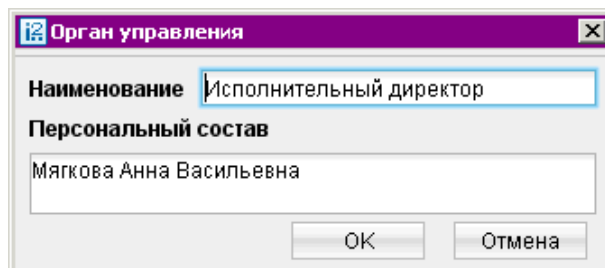 Орган управления
Наименование Исполнительный директор
Персональный состав
Мягкова Анна Васильевна
OK Отмена